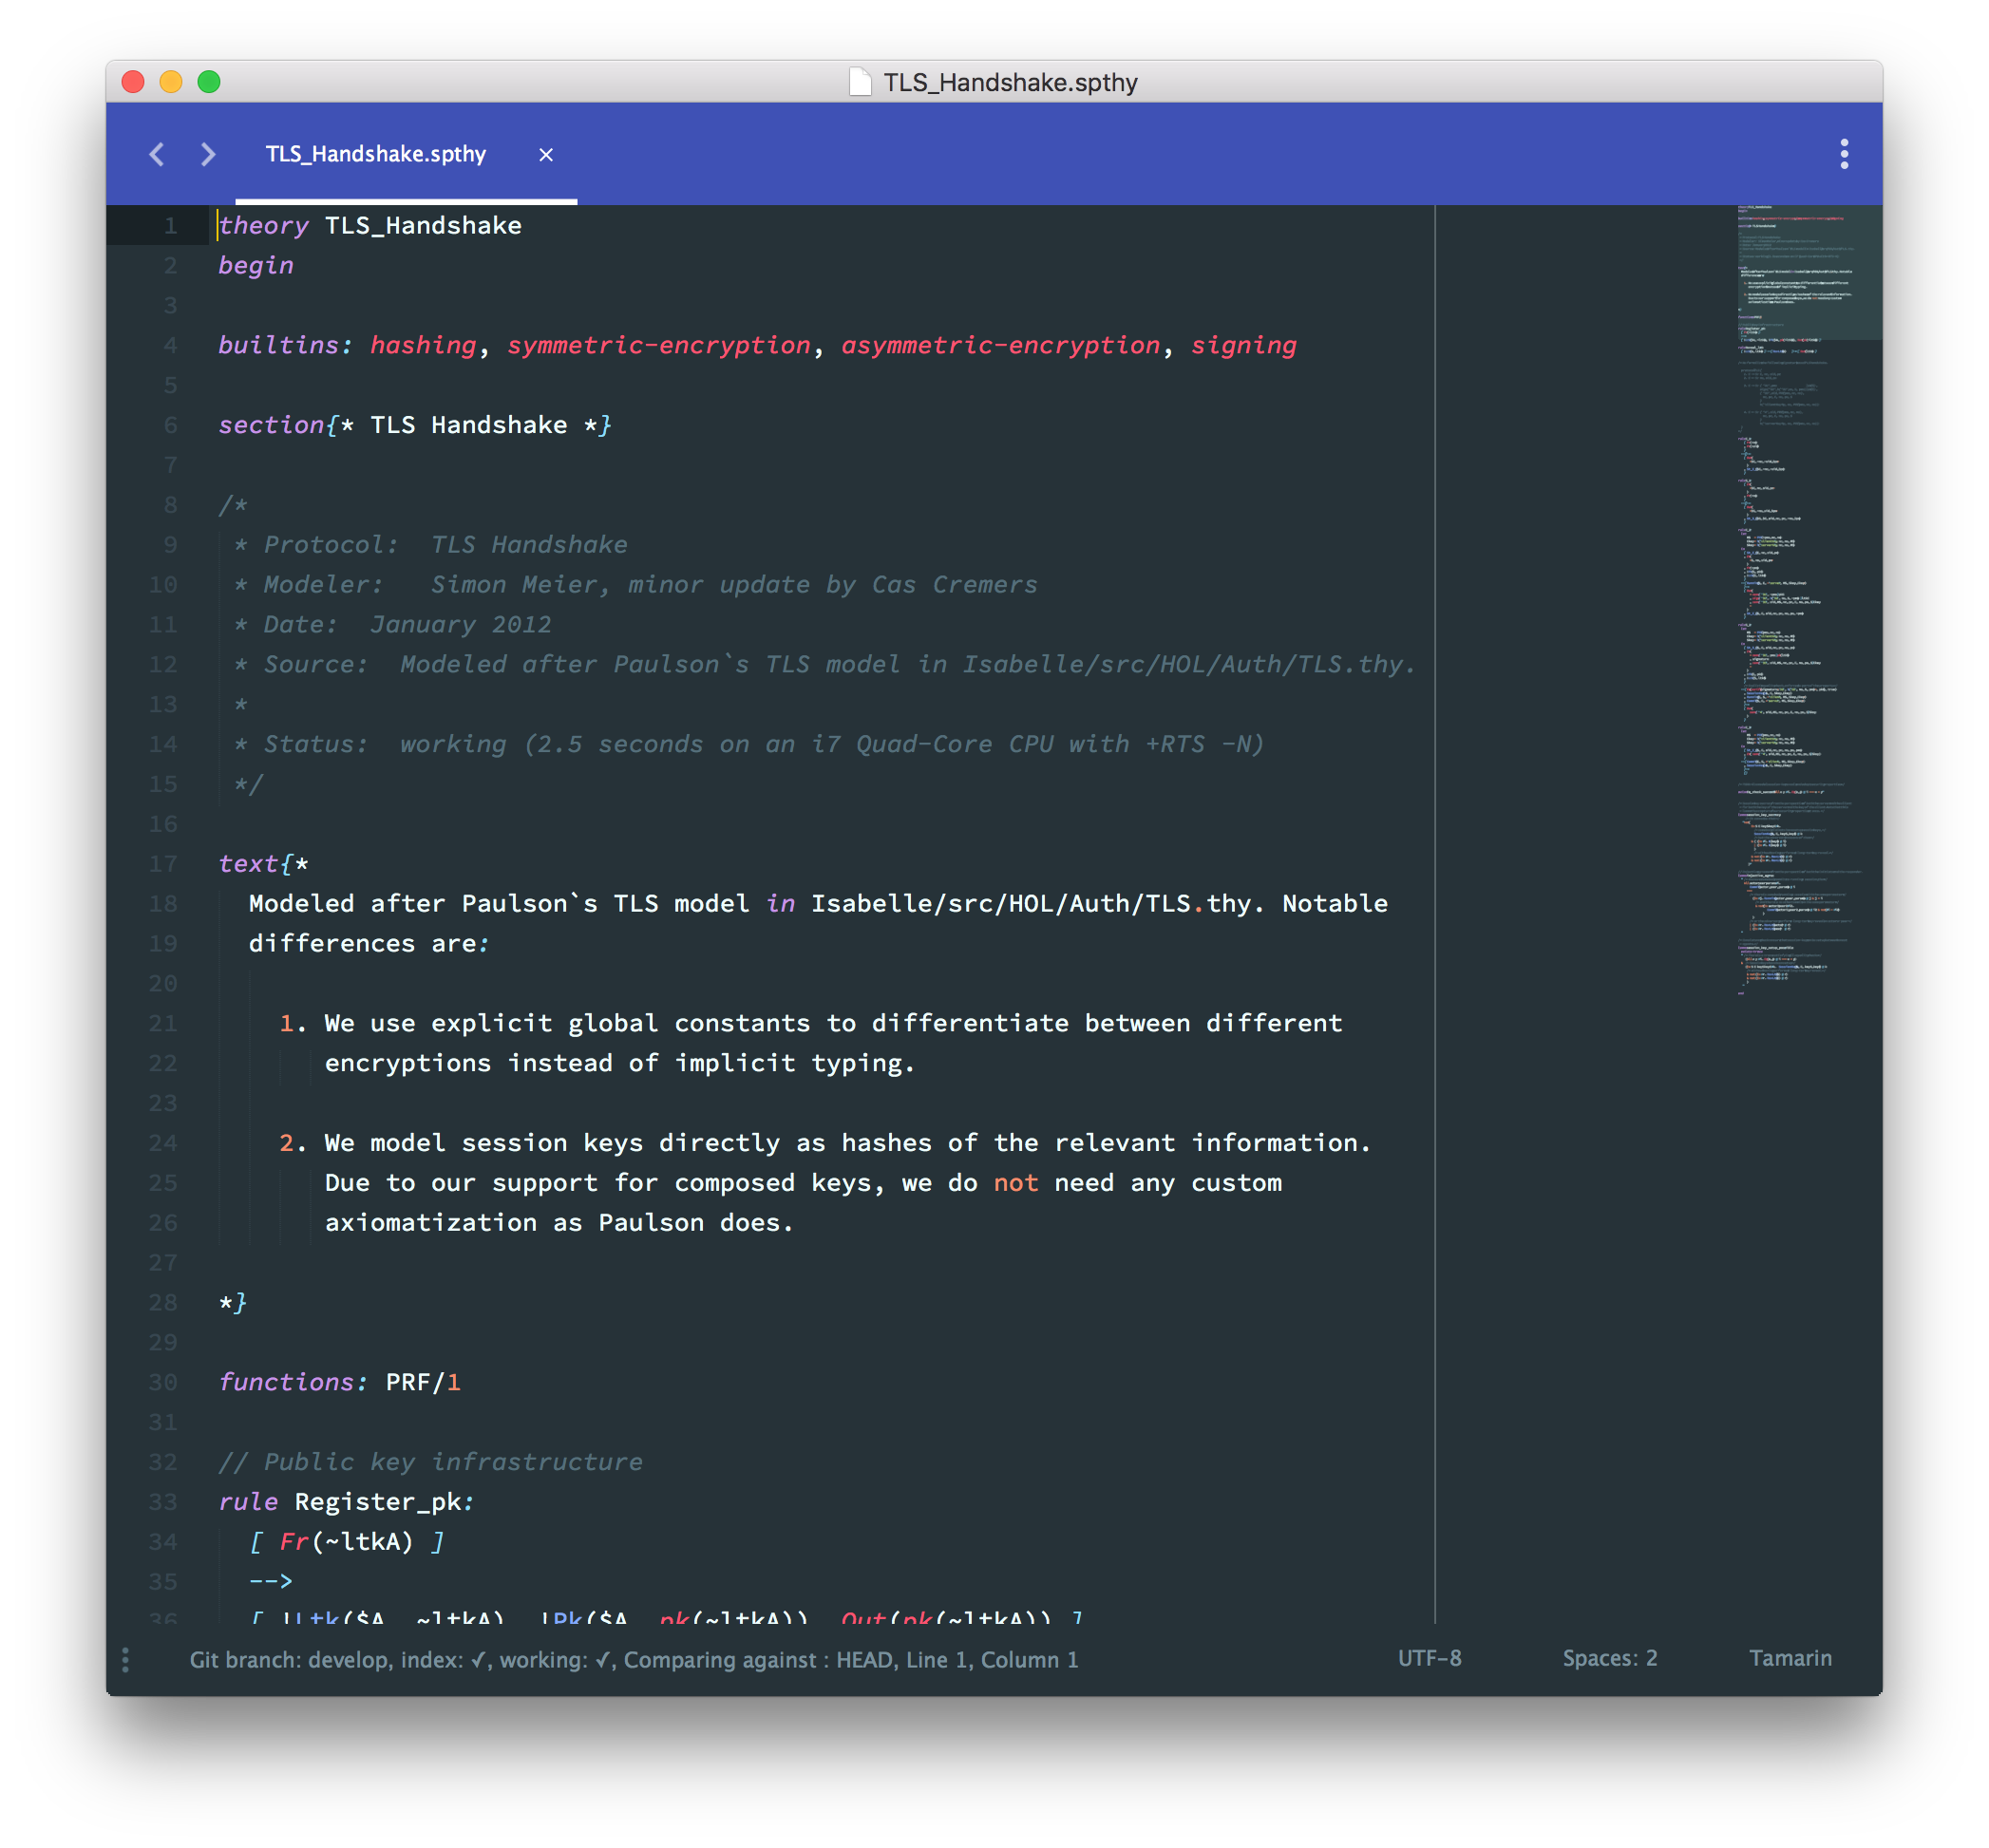 TLS_Handshake.spthy
TLS_Handshake.spthy ×
1 theory TLS_Handshake
2 begin
3
4 builtins: hashing, symmetric-encryption, asymmetric-encryption, signing
5
6 section{* TLS Handshake *}
7
8 /*
9  * Protocol:  TLS Handshake
10  * Modeler:   Simon Meier, minor update by Cas Cremers
11  * Date:  January 2012
12  * Source:  Modeled after Paulson`s TLS model in Isabelle/src/HOL/Auth/TLS.thy.
13  *
14  * Status:  working (2.5 seconds on an i7 Quad-Core CPU with +RTS -N)
15  */
16
17 text{*
18   Modeled after Paulson`s TLS model in Isabelle/src/HOL/Auth/TLS.thy. Notable
19   differences are:
20
21     1. We use explicit global constants to differentiate between different
22        encryptions instead of implicit typing.
23
24     2. We model session keys directly as hashes of the relevant information.
25        Due to our support for composed keys, we do not need any custom
26        axiomatization as Paulson does.
27
28 *}
29
30 functions: PRF/1
31
32 // Public key infrastructure
33 rule Register_pk:
34   [ Fr(~ltkA) ]
35   -->
36   [ !Ltk($A, ~ltkA), !Pk($A, pk(~ltkA)), Out(pk(~ltkA)) ]
Git branch: develop, index: ✓, working: ✓, Comparing against : HEAD, Line 1, Column 1 UTF-8 Spaces: 2 Tamarin